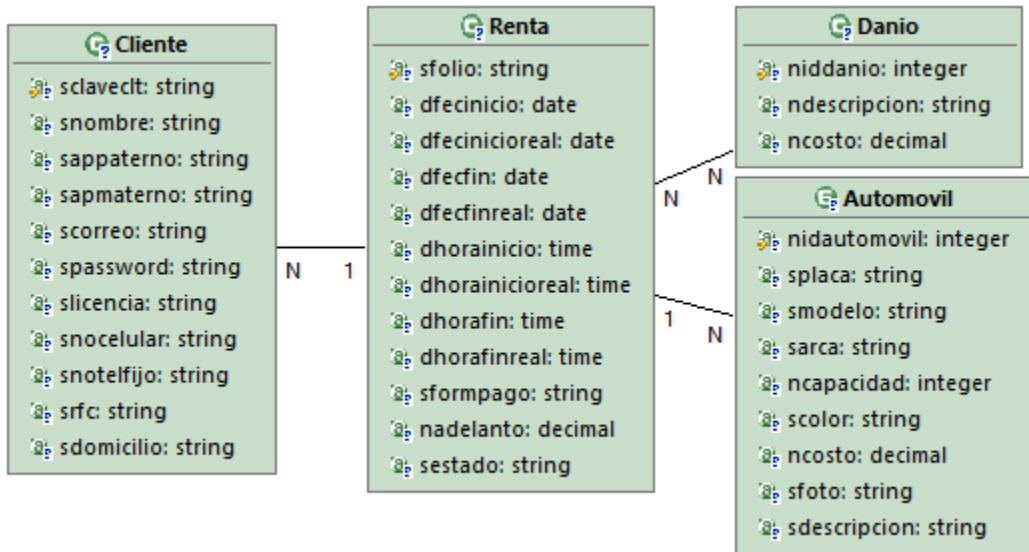 Cliente
sclaveclt: string
snombre: string
sappaterno: string
sapmaterno: string
scorreo: string
spassword: string
slicencia: string
snocelular: string
snotelfijo: string
srfc: string
sdomicilio: string
N 1
Renta
sfolio: string
dfecinicio: date
dfecinicioreal: date
dfecfin: date
dfecfinreal: date
dhorainicio: time
dhorainicioreal: time
dhorafin: time
dhorafinreal: time
sformpago: string
nadelanto: decimal
sestado: string
N N
1 N
Danio
niddanio: integer
ndescripcion: string
ncosto: decimal
Automovil
nidautomovil: integer
splaca: string
smodelo: string
sarca: string
ncapacidad: integer
scolor: string
ncosto: decimal
sfoto: string
sdescripcion: string